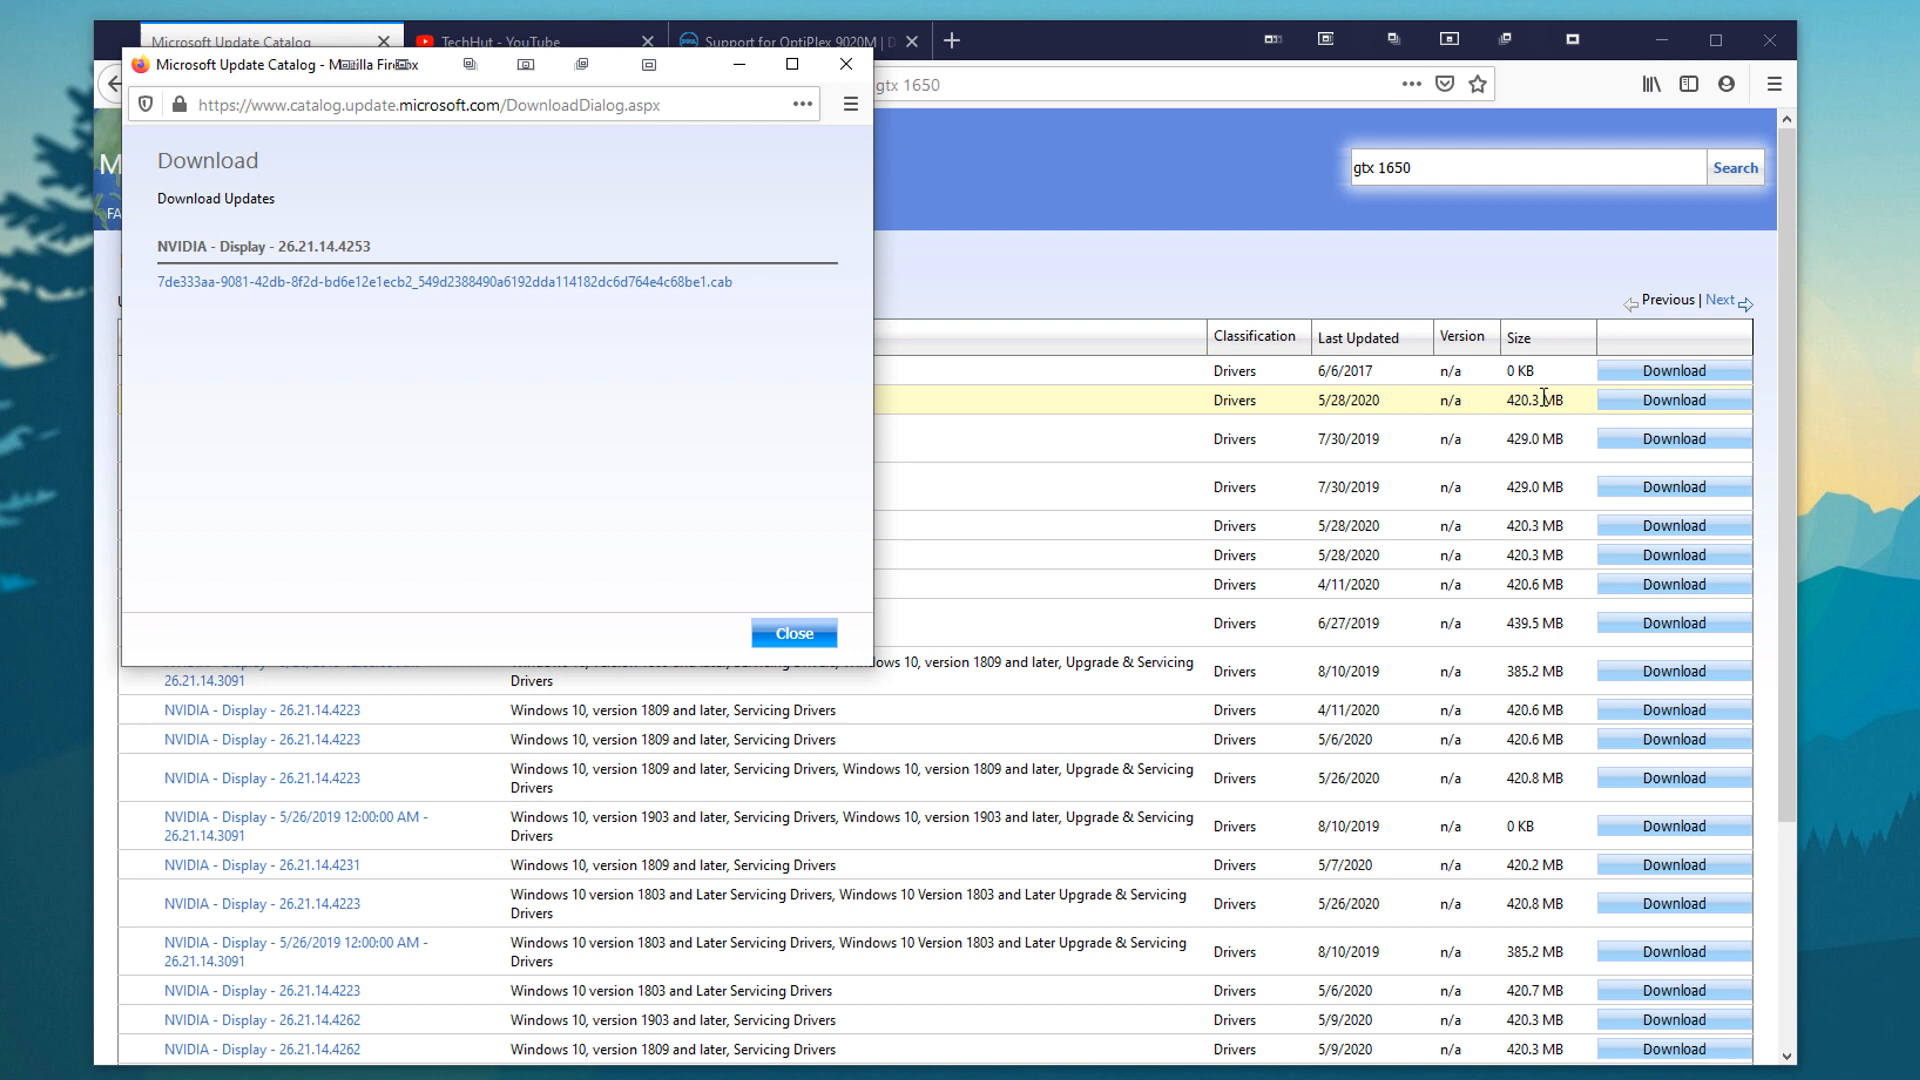 Microsoft Update Catalog
TechHut - YouTube
Support for OptiPlex 9020M | D
Microsoft Update Catalog - Mozilla Firefox
https://www.catalog.update.microsoft.com/DownloadDialog.aspx
gtx 1650
M
FA
gtx 1650
Search
Download
Download Updates
NVIDIA - Display - 26.21.14.4253
7de333aa-9081-42db-8f2d-bd6e12e1ecb2_549d2388490a6192dda114182dc6d764e4c68be1.cab
Close
Previous | Next
Classification Last Updated Version Size
Drivers 6/6/2017 n/a 0 KB Download
Drivers 5/28/2020 n/a 420.3 MB Download
Drivers 7/30/2019 n/a 429.0 MB Download
Drivers 7/30/2019 n/a 429.0 MB Download
Drivers 5/28/2020 n/a 420.3 MB Download
Drivers 5/28/2020 n/a 420.3 MB Download
Drivers 4/11/2020 n/a 420.6 MB Download
Drivers 6/27/2019 n/a 439.5 MB Download
ows 10, version 1809 and later, Upgrade & Servicing
26.21.14.3091 Drivers Drivers 8/10/2019 n/a 385.2 MB Download
NVIDIA - Display - 26.21.14.4223 Windows 10, version 1809 and later, Servicing Drivers Drivers 4/11/2020 n/a 420.6 MB Download
NVIDIA - Display - 26.21.14.4223 Windows 10, version 1809 and later, Servicing Drivers Drivers 5/6/2020 n/a 420.6 MB Download
NVIDIA - Display - 26.21.14.4223 Windows 10, version 1809 and later, Servicing Drivers, Windows 10, version 1809 and later, Upgrade & Servicing
Drivers Drivers 5/26/2020 n/a 420.8 MB Download
NVIDIA - Display - 5/26/2019 12:00:00 AM - Windows 10, version 1903 and later, Servicing Drivers, Windows 10, version 1903 and later, Upgrade & Servicing
26.21.14.3091 Drivers Drivers 8/10/2019 n/a 0 KB Download
NVIDIA - Display - 26.21.14.4231 Windows 10, version 1809 and later, Servicing Drivers Drivers 5/7/2020 n/a 420.2 MB Download
NVIDIA - Display - 26.21.14.4223 Windows 10 version 1803 and Later Servicing Drivers, Windows 10 Version 1803 and Later Upgrade & Servicing
Drivers Drivers 5/26/2020 n/a 420.8 MB Download
NVIDIA - Display - 5/26/2019 12:00:00 AM - Windows 10 version 1803 and Later Servicing Drivers, Windows 10 Version 1803 and Later Upgrade & Servicing
26.21.14.3091 Drivers Drivers 8/10/2019 n/a 385.2 MB Download
NVIDIA - Display - 26.21.14.4223 Windows 10 version 1803 and Later Servicing Drivers Drivers 5/6/2020 n/a 420.7 MB Download
NVIDIA - Display - 26.21.14.4262 Windows 10, version 1903 and later, Servicing Drivers Drivers 5/9/2020 n/a 420.3 MB Download
NVIDIA - Display - 26.21.14.4262 Windows 10, version 1809 and later, Servicing Drivers Drivers 5/9/2020 n/a 420.3 MB Download